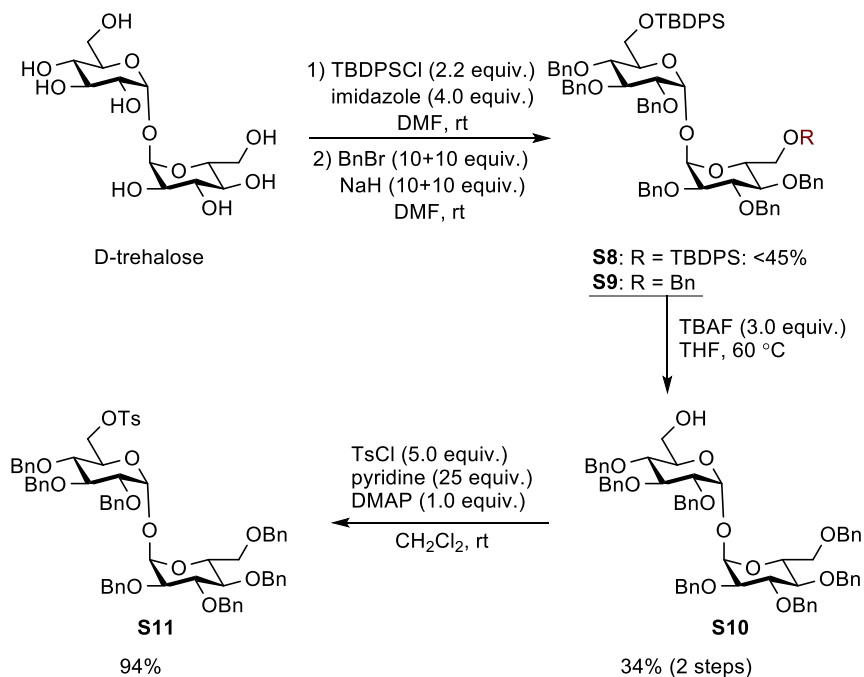 OH
O
HO
HO
HO
O
OH
O
HO
OH
OH
D-trehalose
1) TBDPSCl (2.2 equiv.)
imidazole (4.0 equiv.)
DMF, rt
2) BnBr (10+10 equiv.)
NaH (10+10 equiv.)
DMF, rt
OTBDPS
O
BnO
BnO
BnO
O
OR
O
BnO
OBn
OBn
S8: R = TBDPS: <45%
S9: R = Bn
TBAF (3.0 equiv.)
THF, 60 °C
OTs
O
BnO
BnO
BnO
O
OBn
O
BnO
OBn
OBn
S11
94%
TsCl (5.0 equiv.)
pyridine (25 equiv.)
DMAP (1.0 equiv.)
CH₂Cl₂, rt
OH
O
BnO
BnO
BnO
O
OBn
O
BnO
OBn
OBn
S10
34% (2 steps)